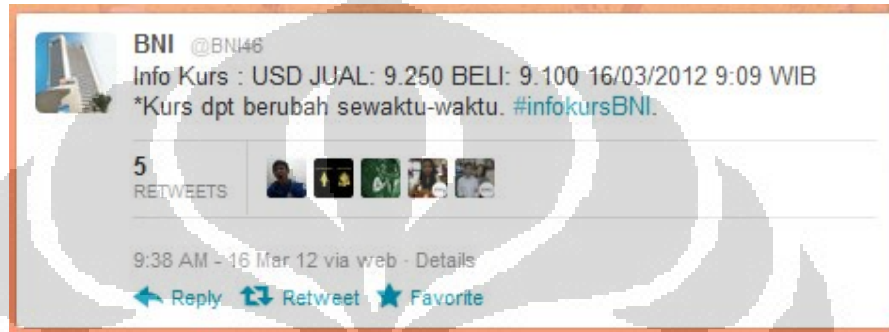 BNI @BNI46
Info Kurs : USD JUAL: 9.250 BELI: 9.100 16/03/2012 9:09 WIB
*Kurs dpt berubah sewaktu-waktu. #infokursBNI.
5
RETWEETS
9:38 AM - 16 Mar 12 via web · Details
Reply Retweet Favorite